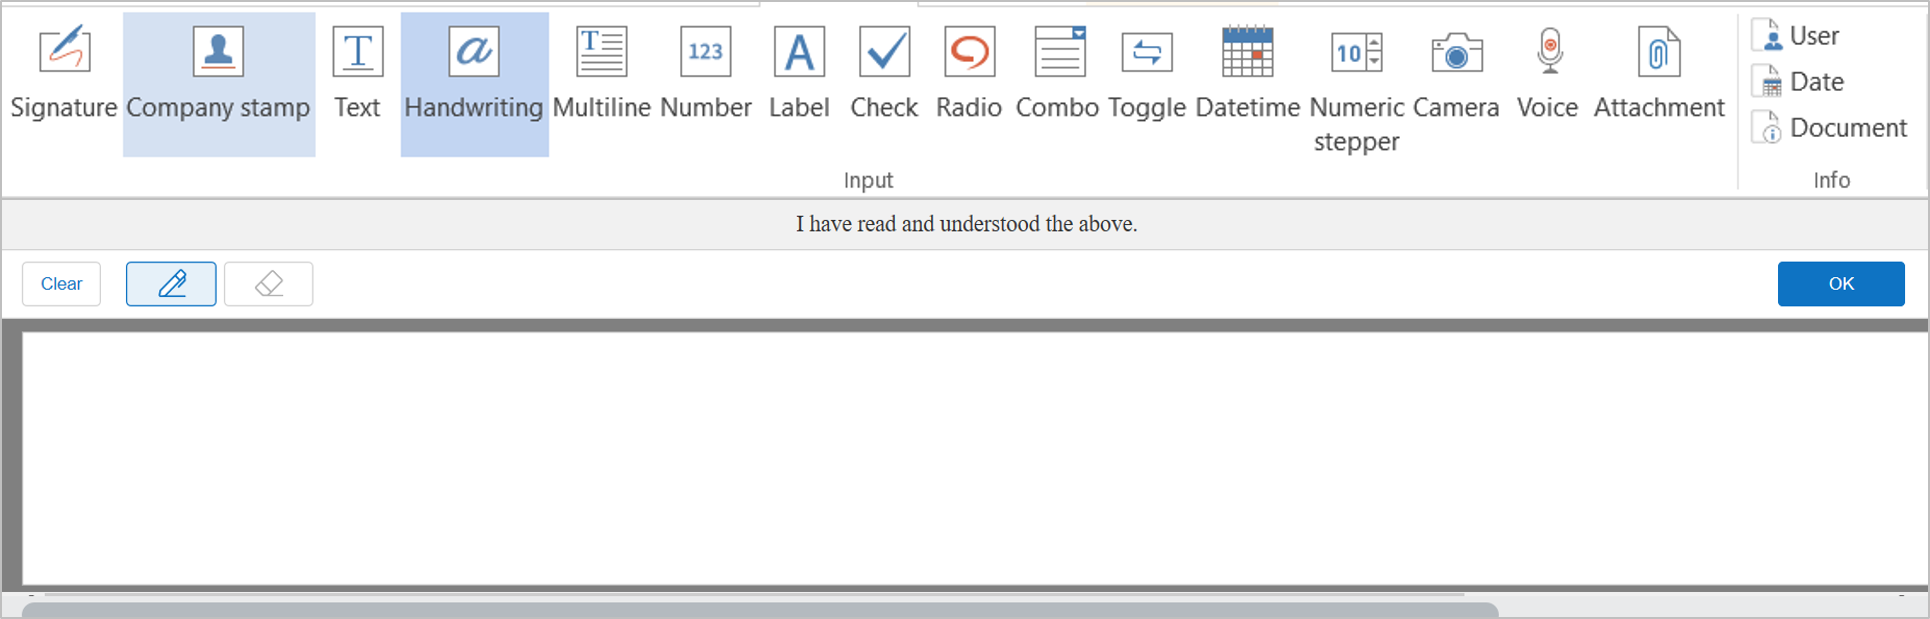 Signature Company stamp Text Handwriting Multiline Number Label Check Radio Combo Toggle Datetime Numeric stepper Camera Voice Attachment
Input
User
Date
Document
Info
I have read and understood the above.
Clear
OK